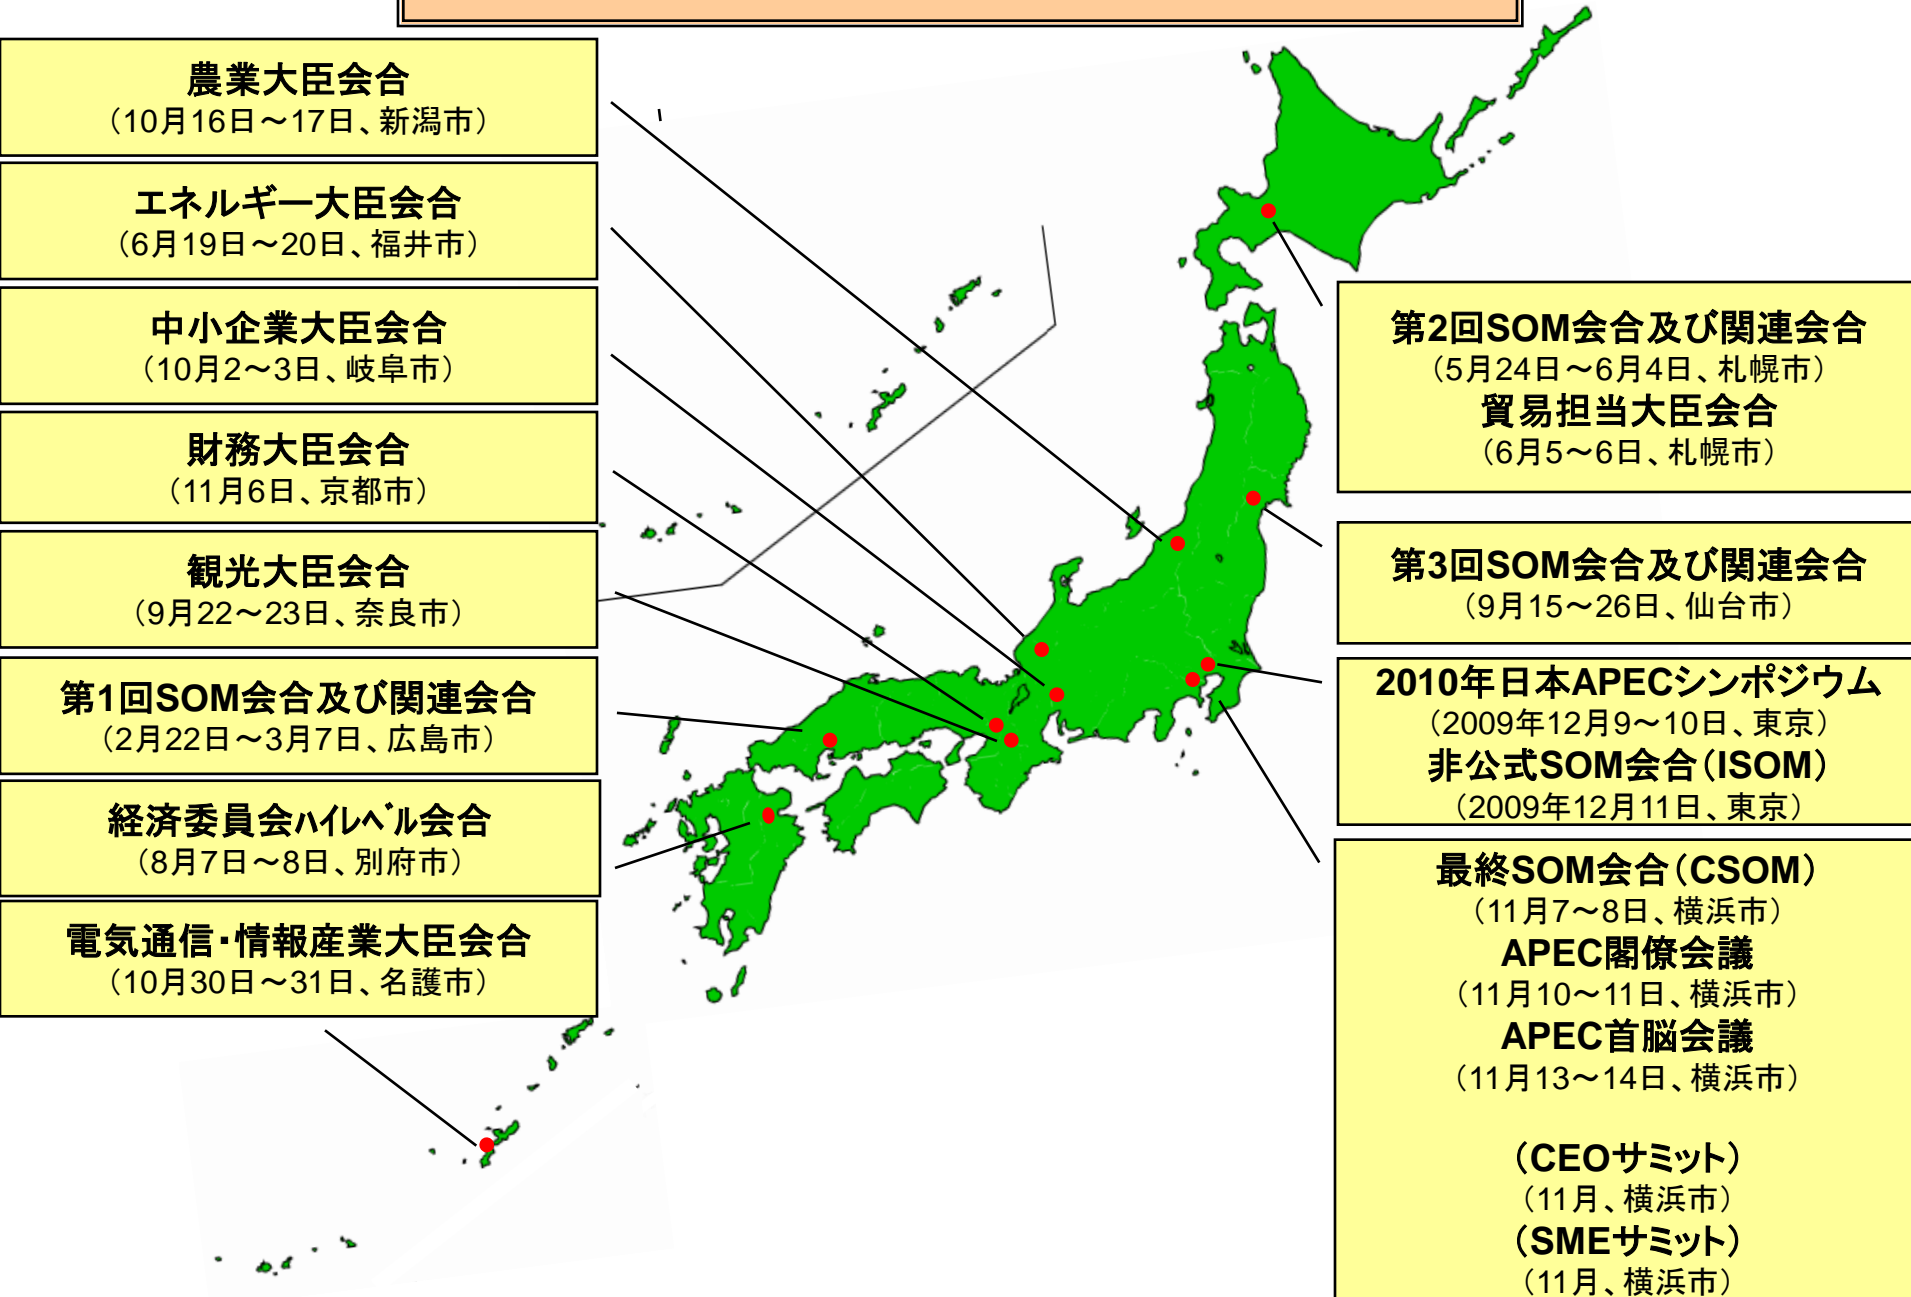 農業大臣会合
（10月16日～17日、新潟市）
エネルギー大臣会合
（6月19日～20日、福井市）
中小企業大臣会合
（10月2～3日、岐阜市）
財務大臣会合
（11月6日、京都市）
観光大臣会合
（9月22～23日、奈良市）
第1回SOM会合及び関連会合
（2月22日～3月7日、広島市）
経済委員会ﾊｲﾚﾍﾞﾙ会合
（8月7日～8日、別府市）
電気通信・情報産業大臣会合
（10月30日～31日、名護市）
第2回SOM会合及び関連会合
（5月24日～6月4日、札幌市）
貿易担当大臣会合
（6月5～6日、札幌市）
第3回SOM会合及び関連会合
（9月15～26日、仙台市）
2010年日本APECシンポジウム
（2009年12月9～10日、東京）
非公式SOM会合（ISOM）
（2009年12月11日、東京）
最終SOM会合（CSOM）
（11月7～8日、横浜市）
APEC閣僚会議
（11月10～11日、横浜市）
APEC首脳会議
（11月13～14日、横浜市）
（CEOサミット）
（11月、横浜市）
（SMEサミット）
（11月、横浜市）